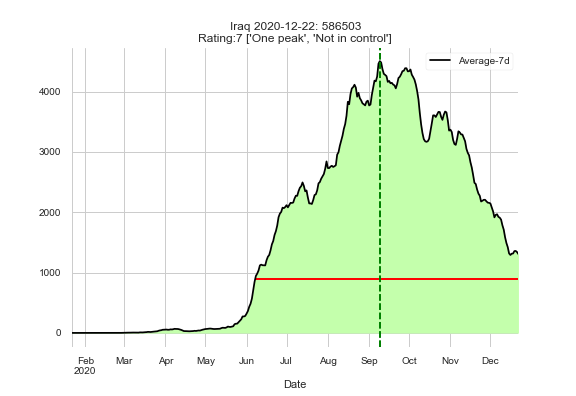 Iraq 2020-12-22: 586503
Rating:7 ['One peak', 'Not in control']
Average-7d
4000
3000
2000
1000
0
Feb Mar Apr May Jun Jul Aug Sep Oct Nov Dec
2020
Date